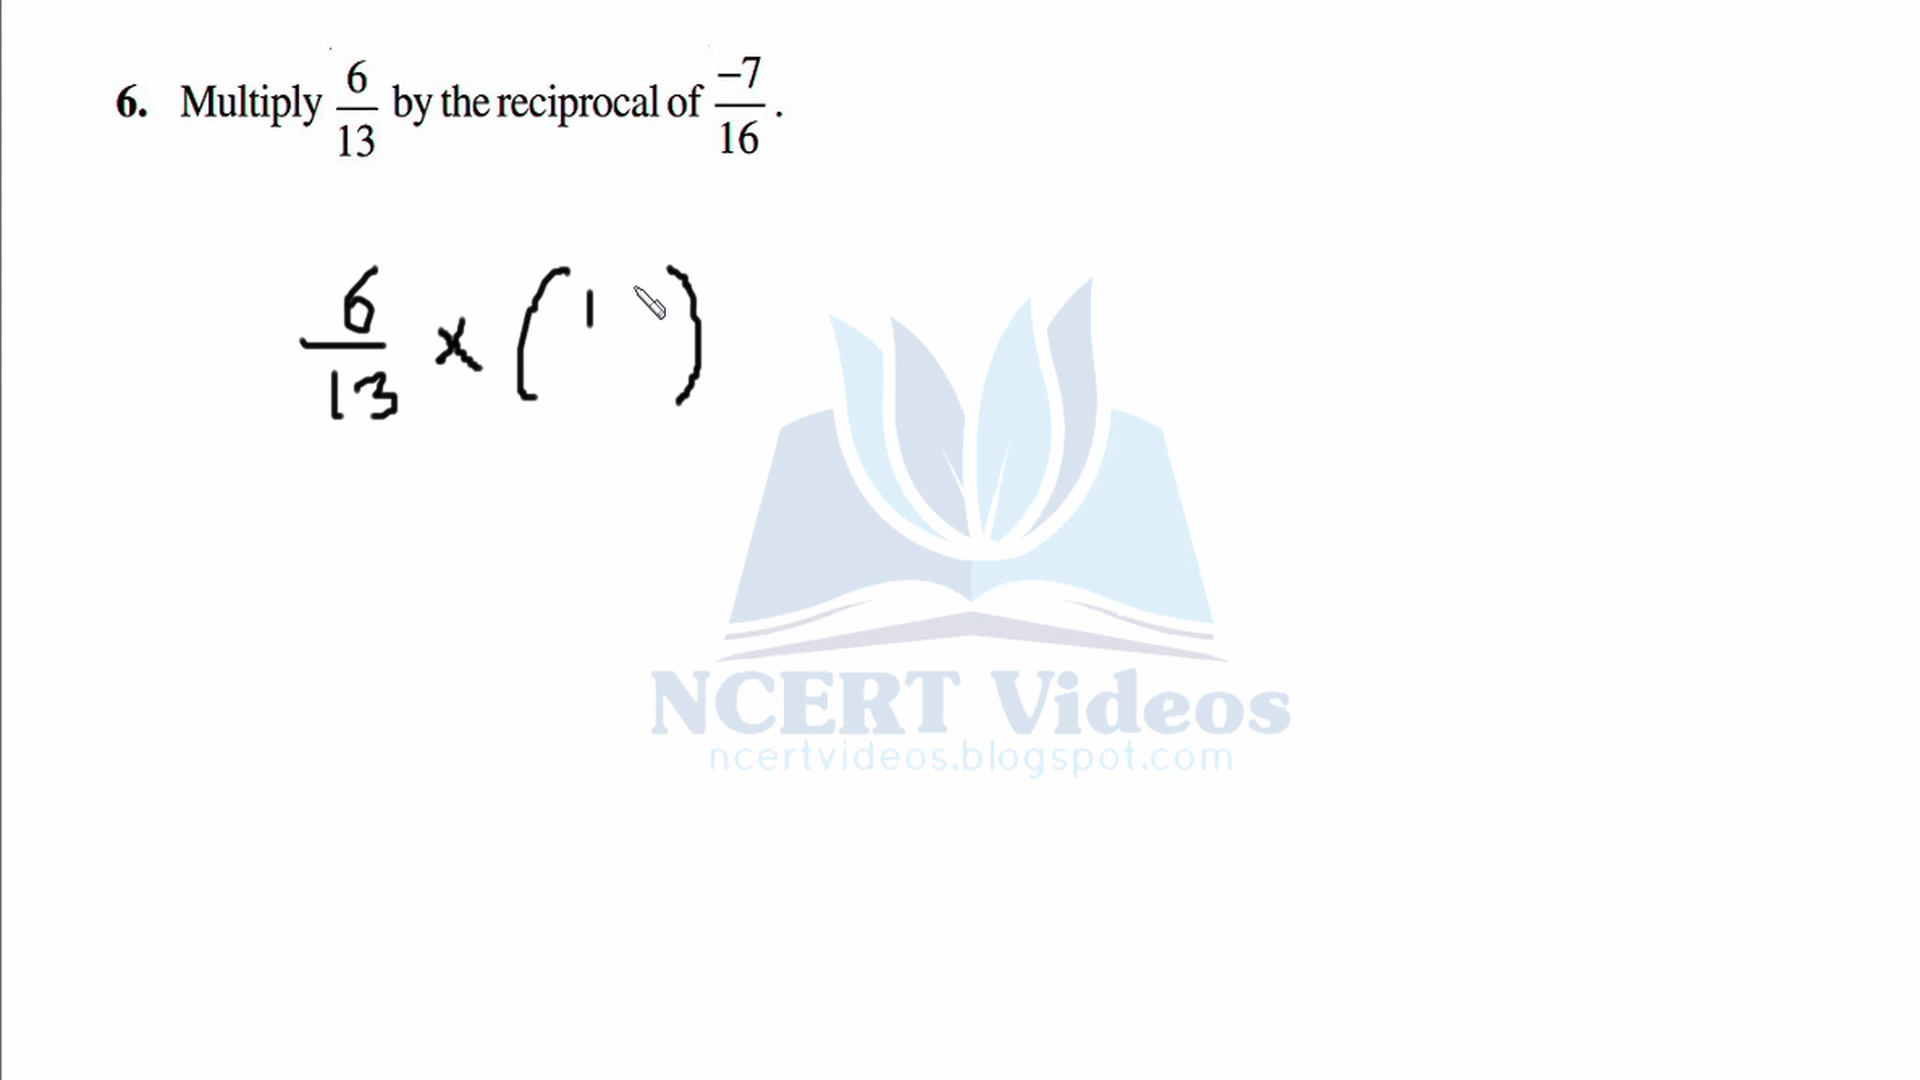 6. Multiply 6/13 by the reciprocal of –7/16 .
6/13 × ( 1 )
NCERT Videos
ncertvideos.blogspot.com